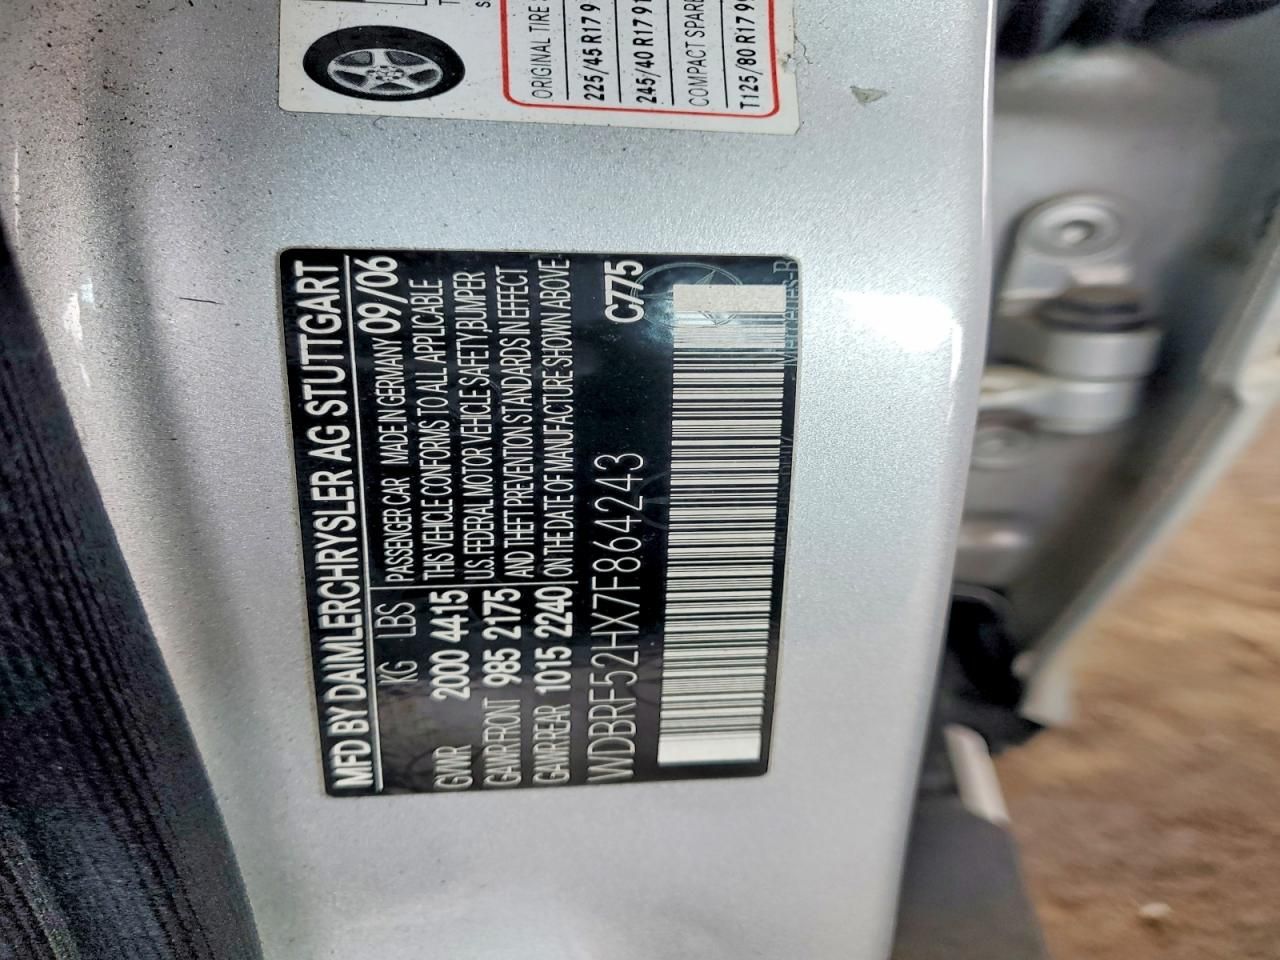 ORIGINAL TIRE
225/45 R17
245/40 R17
COMPACT SPARE
T125/80 R17
MFD BY DAIMLERCHRYSLER AG STUTTGART
KG LBS PASSENGER CAR MADE IN GERMANY 09/06
GVWR 2000 4415 THIS VEHICLE CONFORMS TO ALL APPLICABLE
U.S. FEDERAL MOTOR VEHICLE SAFETY, BUMPER
GAWR FRONT 985 2175 AND THEFT PREVENTION STANDARDS IN EFFECT
GAWR REAR 1015 2240 ON THE DATE OF MANUFACTURE SHOWN ABOVE
WDBRF52HX7F864243 C775
Mercedes-B